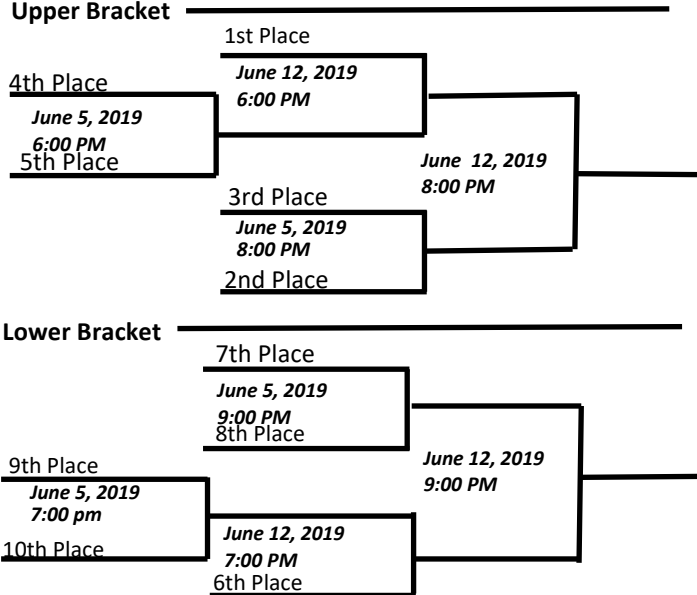 Upper Bracket
1st Place
June 12, 2019
6:00 PM
4th Place
June 5, 2019
6:00 PM
5th Place
June  12, 2019
8:00 PM
3rd Place
June 5, 2019
8:00 PM
2nd Place
Lower Bracket
7th Place
June 5, 2019
9:00 PM
8th Place
June 12, 2019
9:00 PM
9th Place
June 5, 2019
7:00 pm
10th Place
June 12, 2019
7:00 PM
6th Place